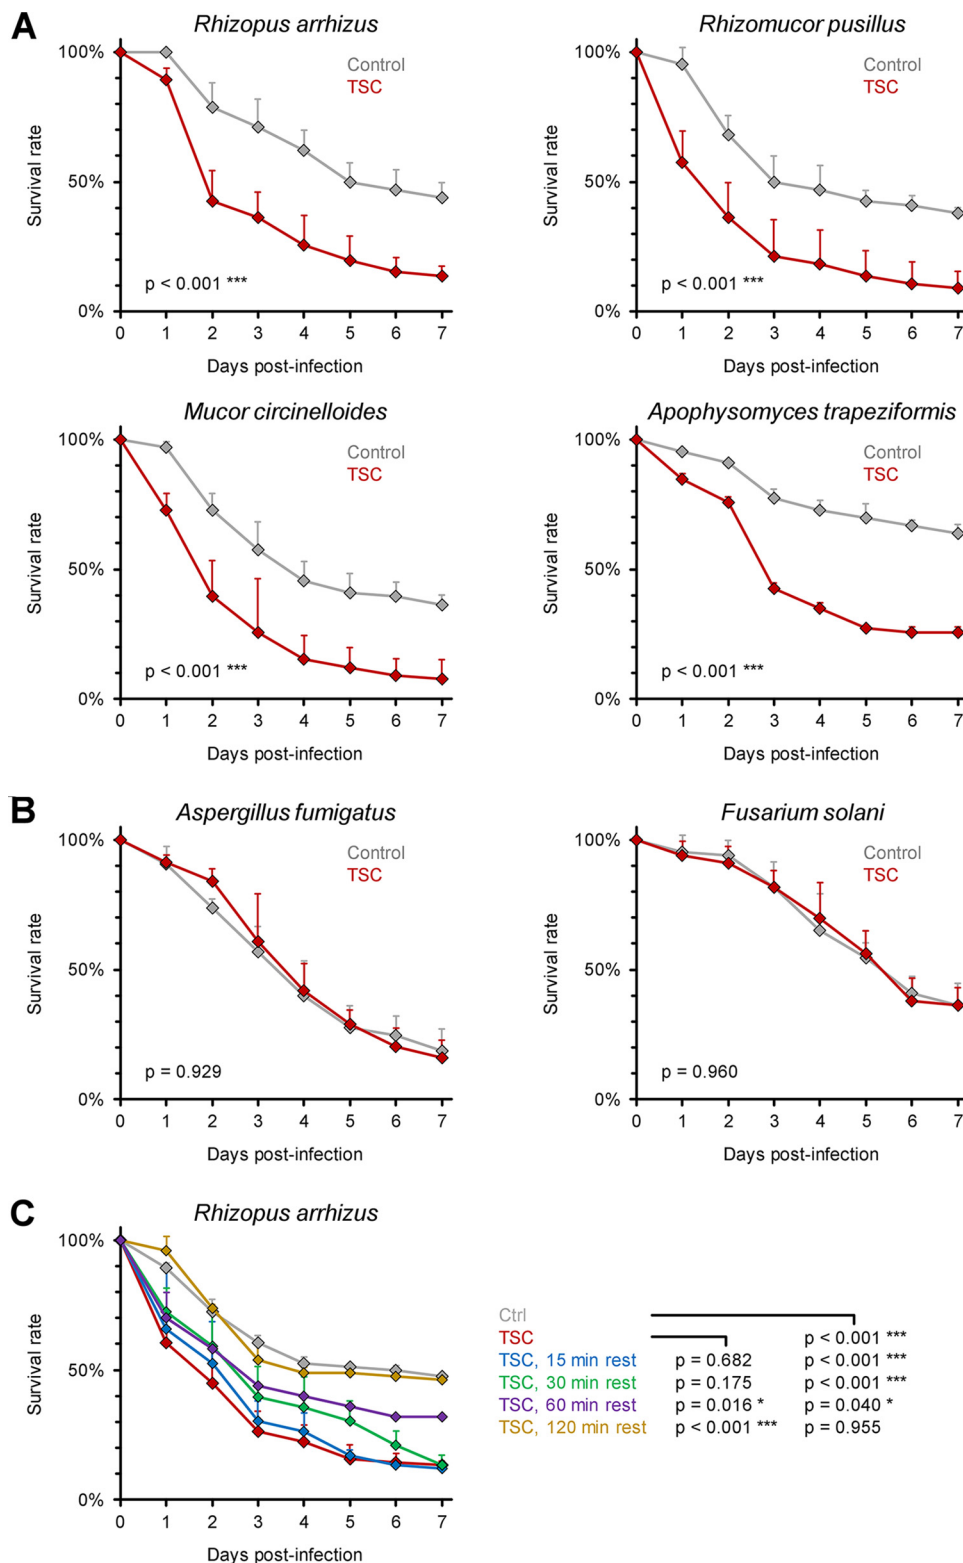 A
Rhizopus arrhizus
100%
50%
0%
Survival rate
Control
TSC
p < 0.001 ***
0 1 2 3 4 5 6 7
Days post-infection
Rhizomucor pusillus
100%
50%
0%
Survival rate
Control
TSC
p < 0.001 ***
0 1 2 3 4 5 6 7
Days post-infection
Mucor circinelloides
100%
50%
0%
Survival rate
Control
TSC
p < 0.001 ***
0 1 2 3 4 5 6 7
Days post-infection
Apophysomyces trapeziformis
100%
50%
0%
Survival rate
Control
TSC
p < 0.001 ***
0 1 2 3 4 5 6 7
Days post-infection
B
Aspergillus fumigatus
100%
50%
0%
Survival rate
Control
TSC
p = 0.929
0 1 2 3 4 5 6 7
Days post-infection
Fusarium solani
100%
50%
0%
Survival rate
Control
TSC
p = 0.960
0 1 2 3 4 5 6 7
Days post-infection
C
Rhizopus arrhizus
100%
50%
0%
Survival rate
0 1 2 3 4 5 6 7
Days post-infection
Ctrl
TSC p < 0.001 ***
TSC, 15 min rest p = 0.682 p < 0.001 ***
TSC, 30 min rest p = 0.175 p < 0.001 ***
TSC, 60 min rest p = 0.016 * p = 0.040 *
TSC, 120 min rest p < 0.001 *** p = 0.955